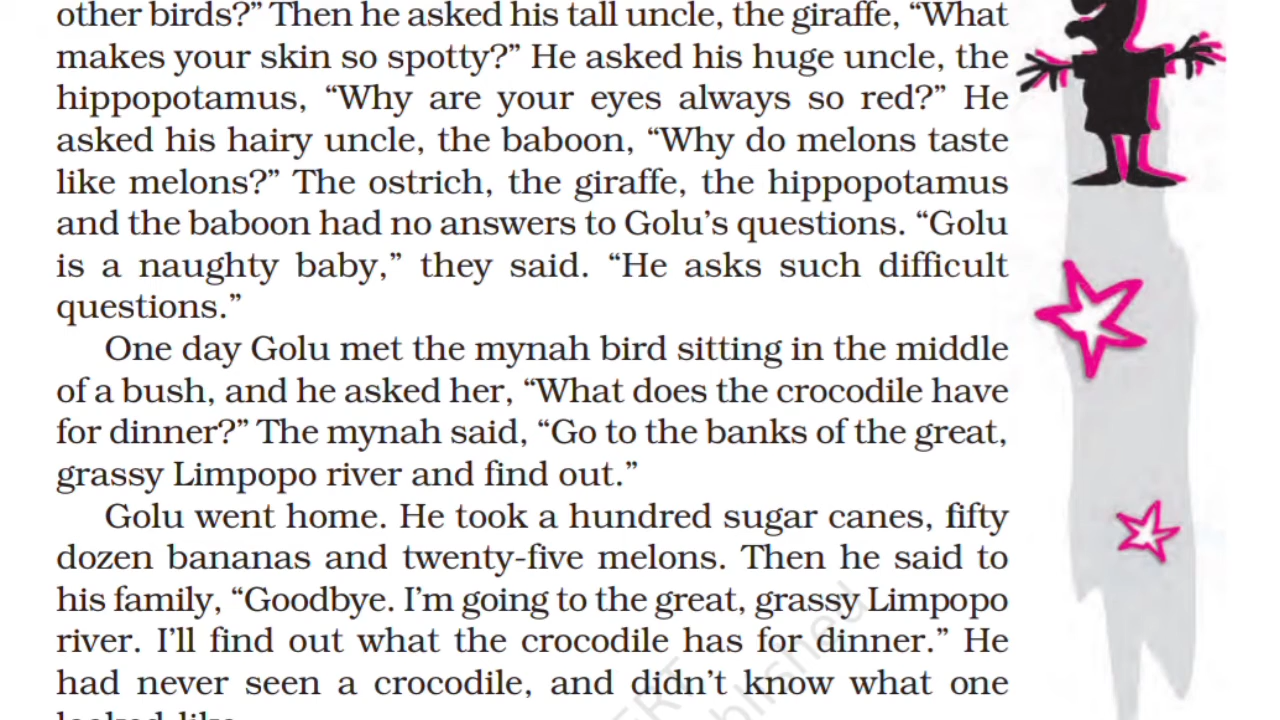 other birds?” Then he asked his tall uncle, the giraffe, “What
makes your skin so spotty?” He asked his huge uncle, the
hippopotamus, “Why are your eyes always so red?” He
asked his hairy uncle, the baboon, “Why do melons taste
like melons?” The ostrich, the giraffe, the hippopotamus
and the baboon had no answers to Golu’s questions. “Golu
is a naughty baby,” they said. “He asks such difficult
questions.”
One day Golu met the mynah bird sitting in the middle
of a bush, and he asked her, “What does the crocodile have
for dinner?” The mynah said, “Go to the banks of the great,
grassy Limpopo river and find out.”
Golu went home. He took a hundred sugar canes, fifty
dozen bananas and twenty-five melons. Then he said to
his family, “Goodbye. I’m going to the great, grassy Limpopo
river. I’ll find out what the crocodile has for dinner.” He
had never seen a crocodile, and didn’t know what one